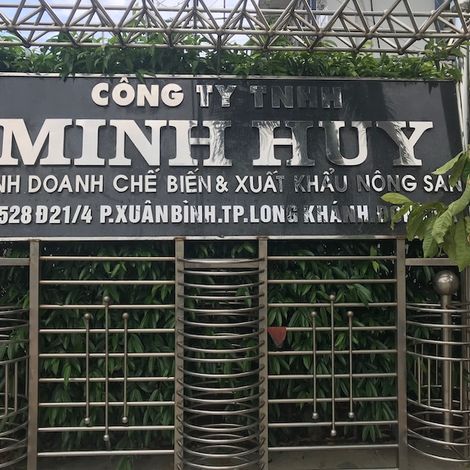 CÔNG TY TNHH
MINH HUY
NH DOANH CHẾ BIẾN & XUẤT KHẨU NÔNG SẢN
528 Đ21/4 P.XUÂN BÌNH.TP.LONG KHÁNH.